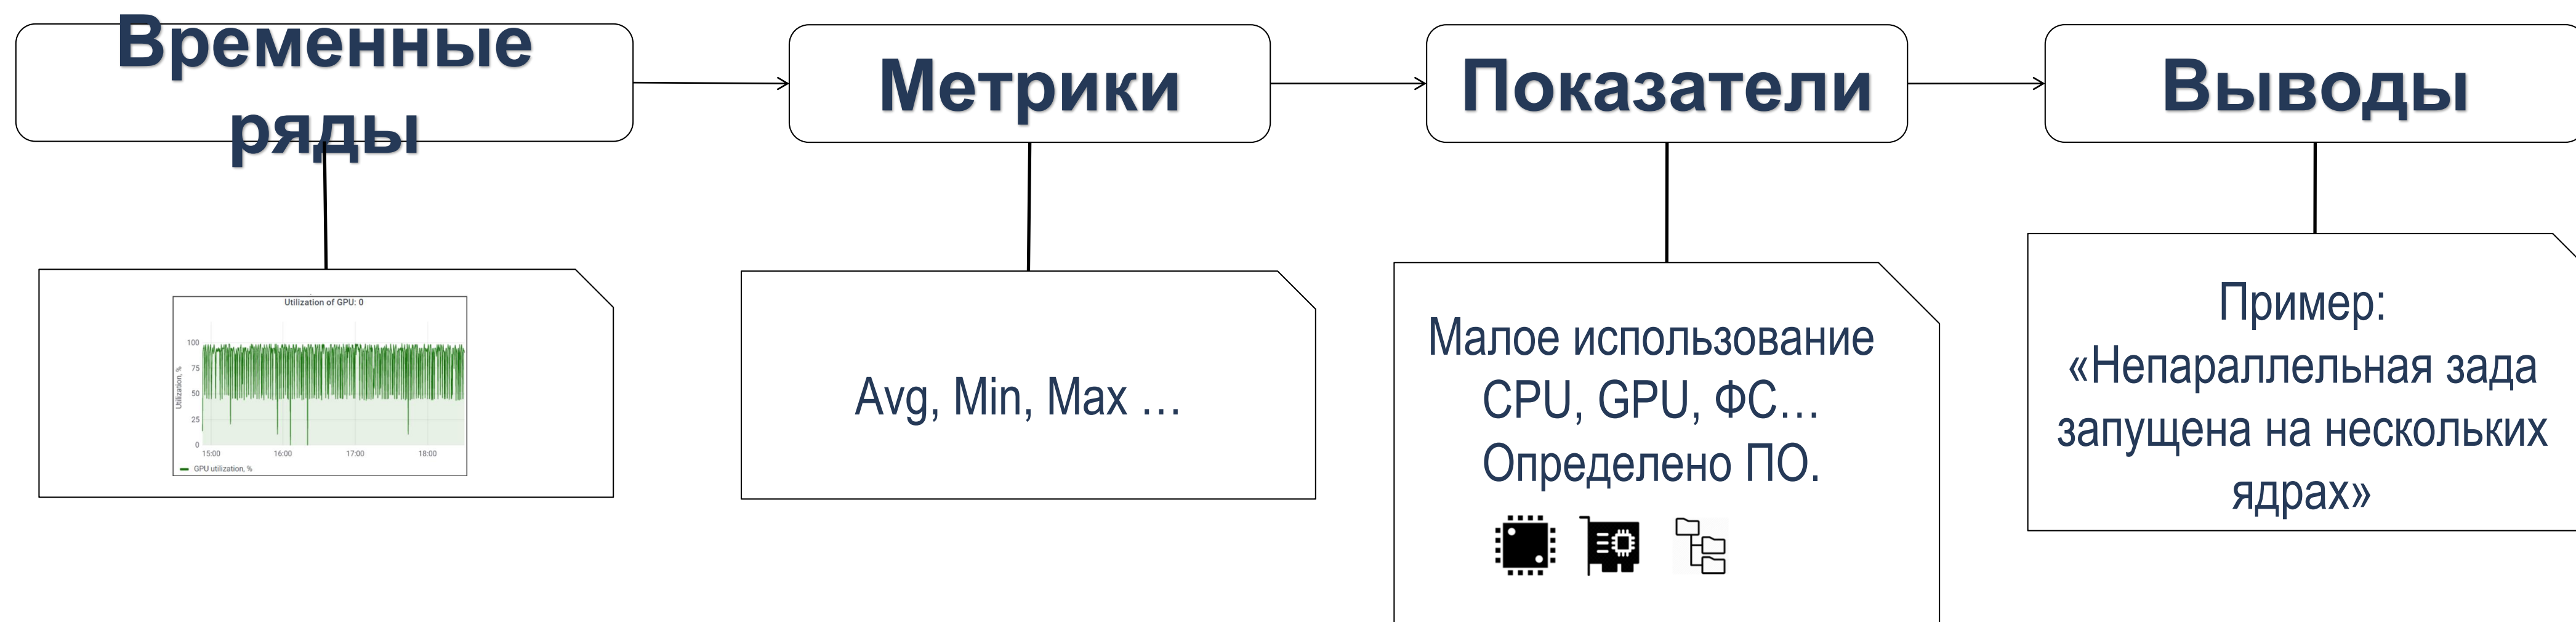 Временные
ряды
Метрики
Показатели
Выводы
Utilization of GPU: 0
Utilization, %
100
75
50
25
0
15:00
16:00
17:00
18:00
GPU utilization, %
Avg, Min, Max …
Малое использование
CPU, GPU, ФС…
Определено ПО.
Пример:
«Непараллельная зада
запущена на нескольких
ядрах»